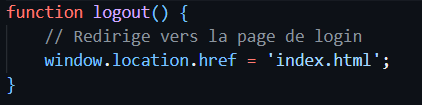 function logout() {
    // Redirige vers la page de login
    window.location.href = 'index.html';
}